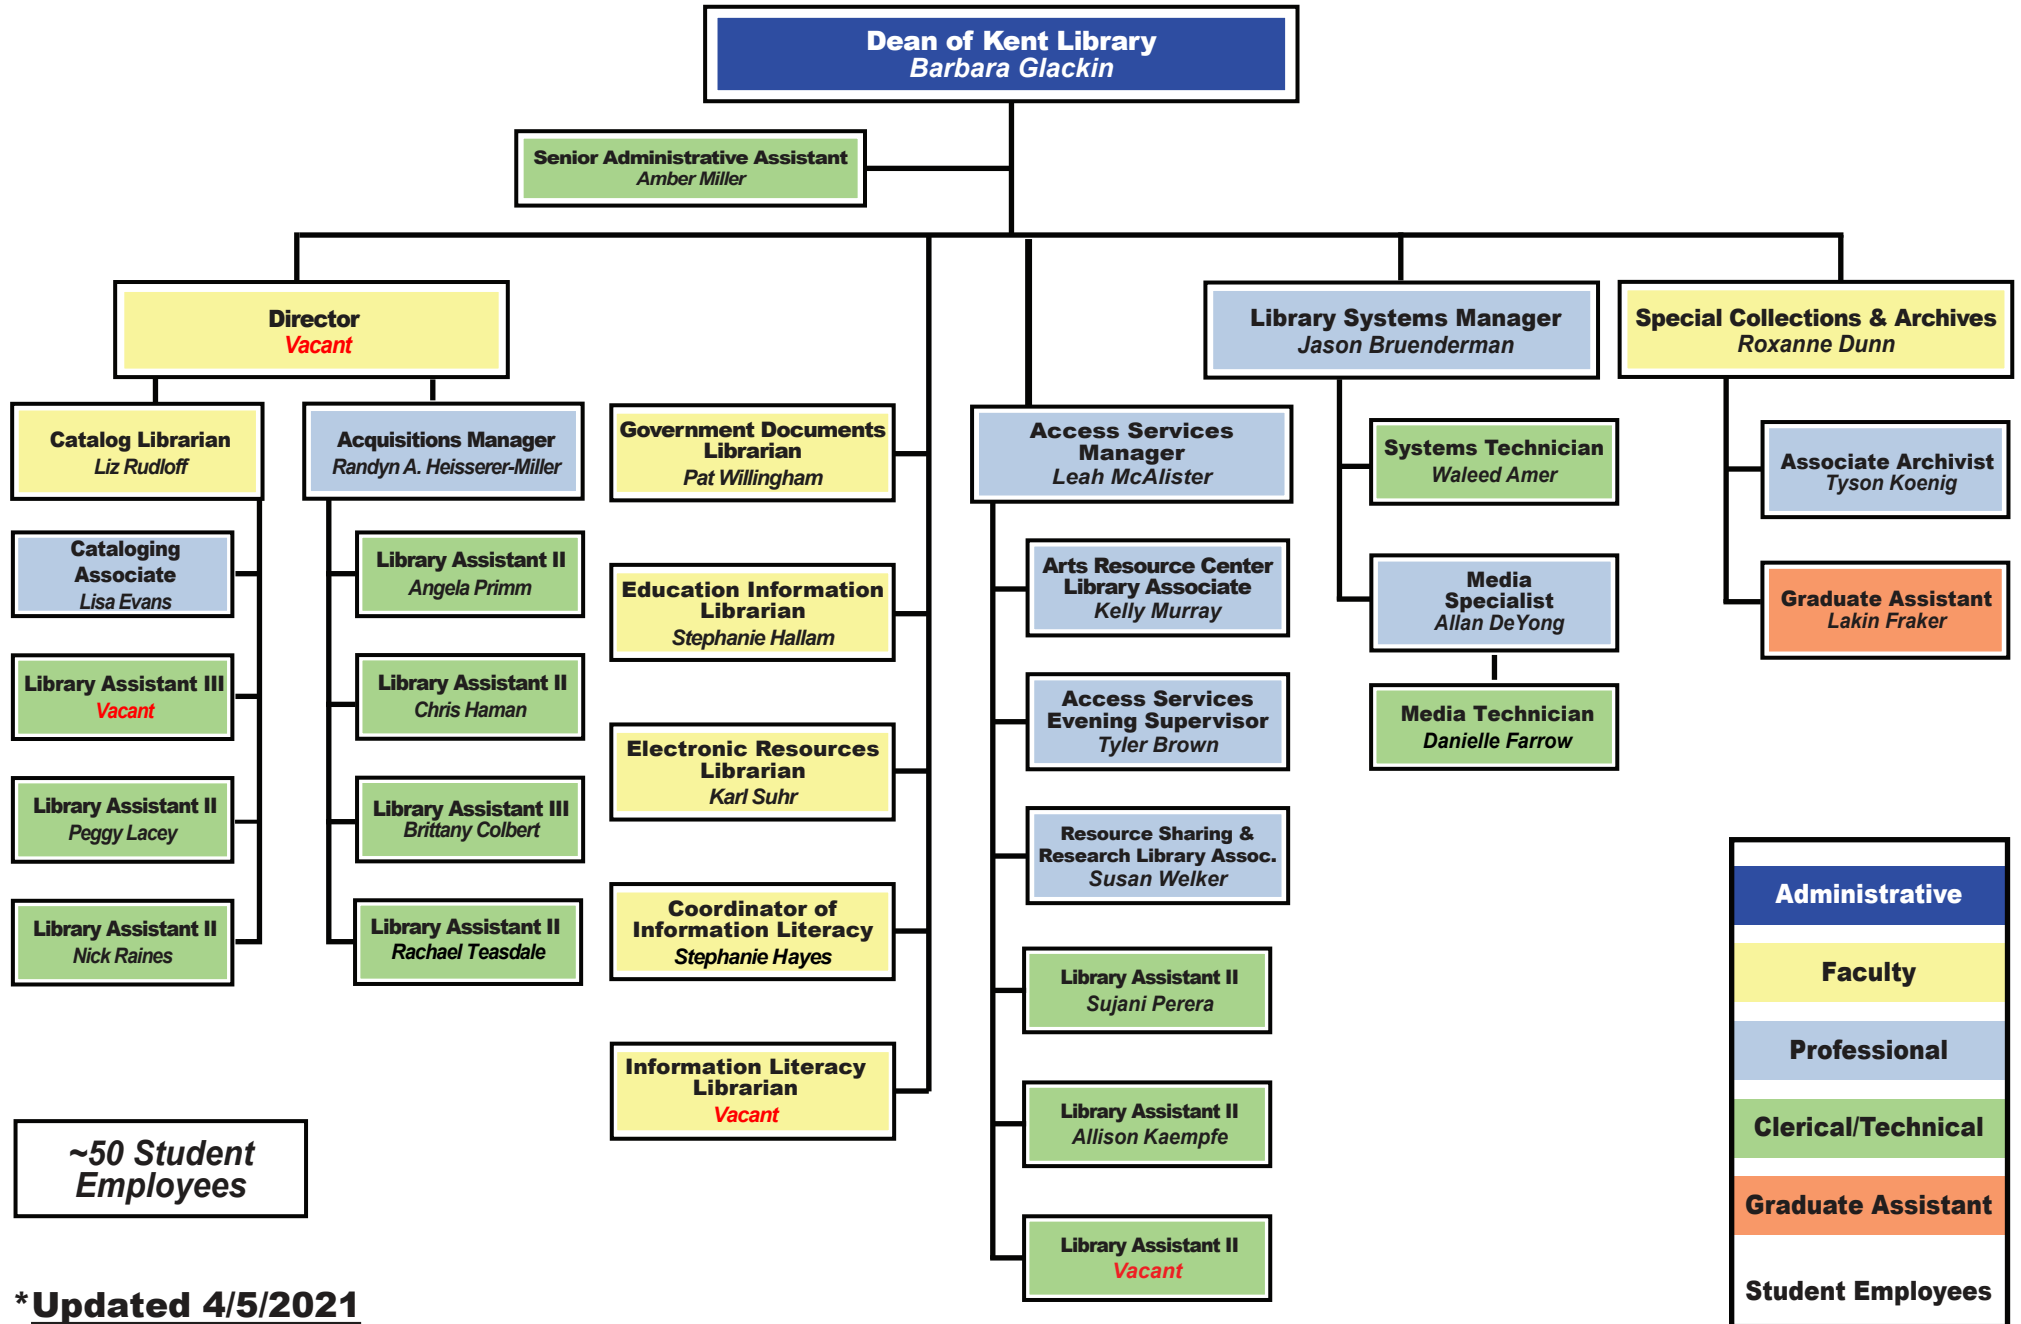 Dean of Kent Library
Barbara Glackin
Senior Administrative Assistant
Amber Miller
Director
Vacant
Library Systems Manager
Jason Bruenderman
Special Collections & Archives
Roxanne Dunn
Catalog Librarian
Liz Rudloff
Acquisitions Manager
Randyn A. Heisserer-Miller
Cataloging
Associate
Lisa Evans
Library Assistant III
Vacant
Library Assistant II
Peggy Lacey
Library Assistant II
Nick Raines
Library Assistant II
Angela Primm
Library Assistant II
Chris Haman
Library Assistant III
Brittany Colbert
Library Assistant II
Rachael Teasdale
Government Documents
Librarian
Pat Willingham
Education Information
Librarian
Stephanie Hallam
Electronic Resources
Librarian
Karl Suhr
Coordinator of
Information Literacy
Stephanie Hayes
Information Literacy
Librarian
Vacant
Access Services
Manager
Leah McAlister
Arts Resource Center
Library Associate
Kelly Murray
Access Services
Evening Supervisor
Tyler Brown
Resource Sharing &
Research Library Assoc.
Susan Welker
Library Assistant II
Sujani Perera
Library Assistant II
Allison Kaempfe
Library Assistant II
Vacant
Systems Technician
Waleed Amer
Media
Specialist
Allan DeYong
Media Technician
Danielle Farrow
Associate Archivist
Tyson Koenig
Graduate Assistant
Lakin Fraker
Administrative
Faculty
Professional
Clerical/Technical
Graduate Assistant
Student Employees
~50 Student
Employees
*Updated 4/5/2021